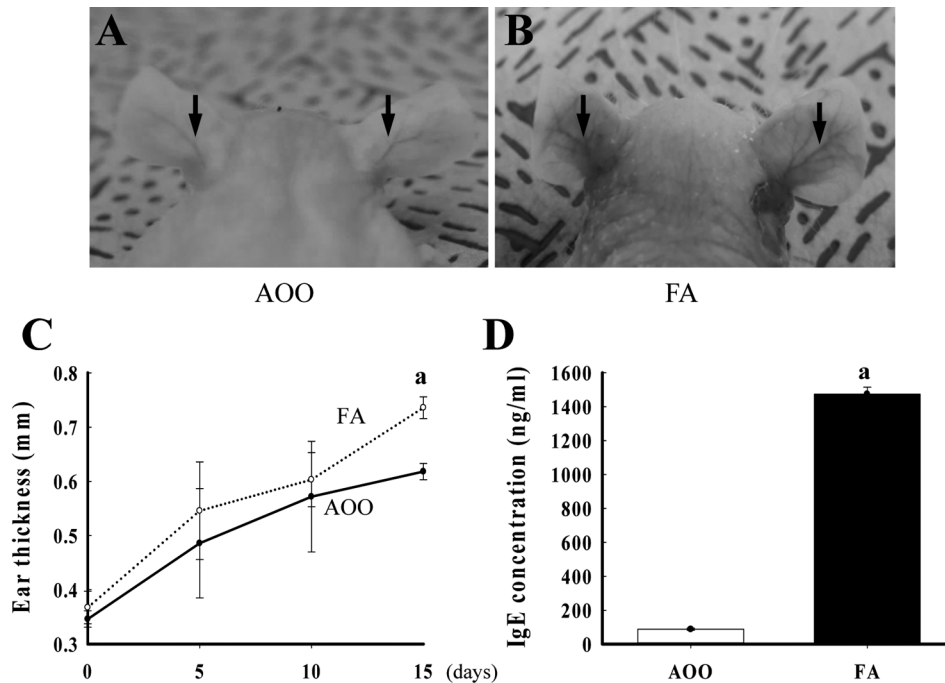 A
B
AOO
FA
C
D
Ear thickness (mm)
0.8
0.7
0.6
0.5
0.4
0.3
a
FA
AOO
0
5
10
15
(days)
IgE concentration (ng/ml)
1600
1400
1200
1000
800
600
400
200
0
a
AOO
FA